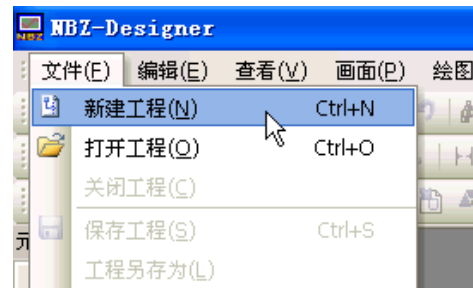 NBZ-Designer
文件(F) 编辑(E) 查看(V) 画面(P) 绘图
新建工程(N) Ctrl+N
打开工程(O) Ctrl+O
关闭工程(C)
保存工程(S) Ctrl+S
工程另存为(L)